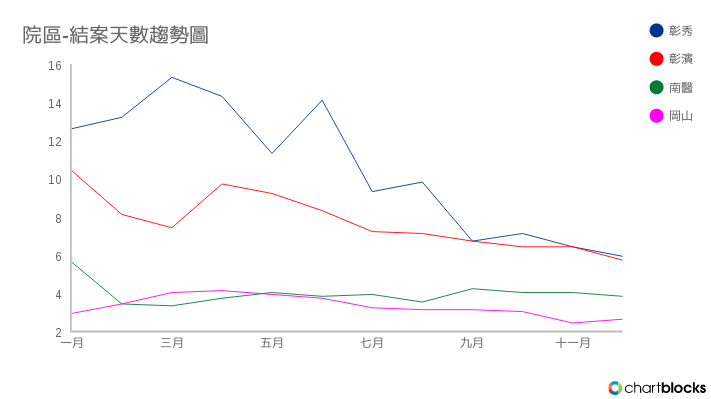 院區-結案天數趨勢圖
彰秀
彰濱
南醫
岡山
16
14
12
10
8
6
4
2
一月
三月
五月
七月
九月
十一月
chartblocks